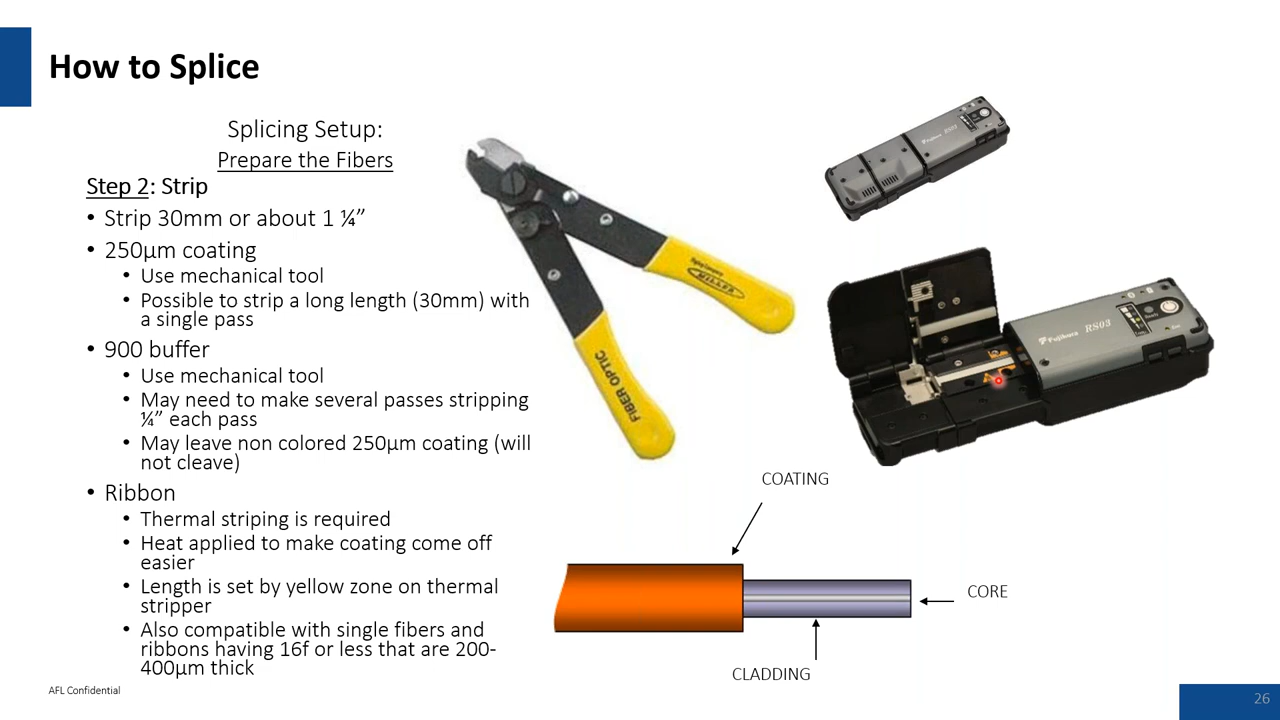 How to Splice
Splicing Setup:
Prepare the Fibers
Step 2: Strip
• Strip 30mm or about 1 ¼”
• 250µm coating
• Use mechanical tool
• Possible to strip a long length (30mm) with
a single pass
• 900 buffer
• Use mechanical tool
• May need to make several passes stripping
¼” each pass
• May leave non colored 250µm coating (will
not cleave)
• Ribbon
• Thermal striping is required
• Heat applied to make coating come off
easier
• Length is set by yellow zone on thermal
stripper
• Also compatible with single fibers and
ribbons having 16f or less that are 200-
400µm thick
MILLER
FIBER OPTIC
Fujikura RS03
Fujikura RS03
Ready
COATING
CORE
CLADDING
AFL Confidential
26